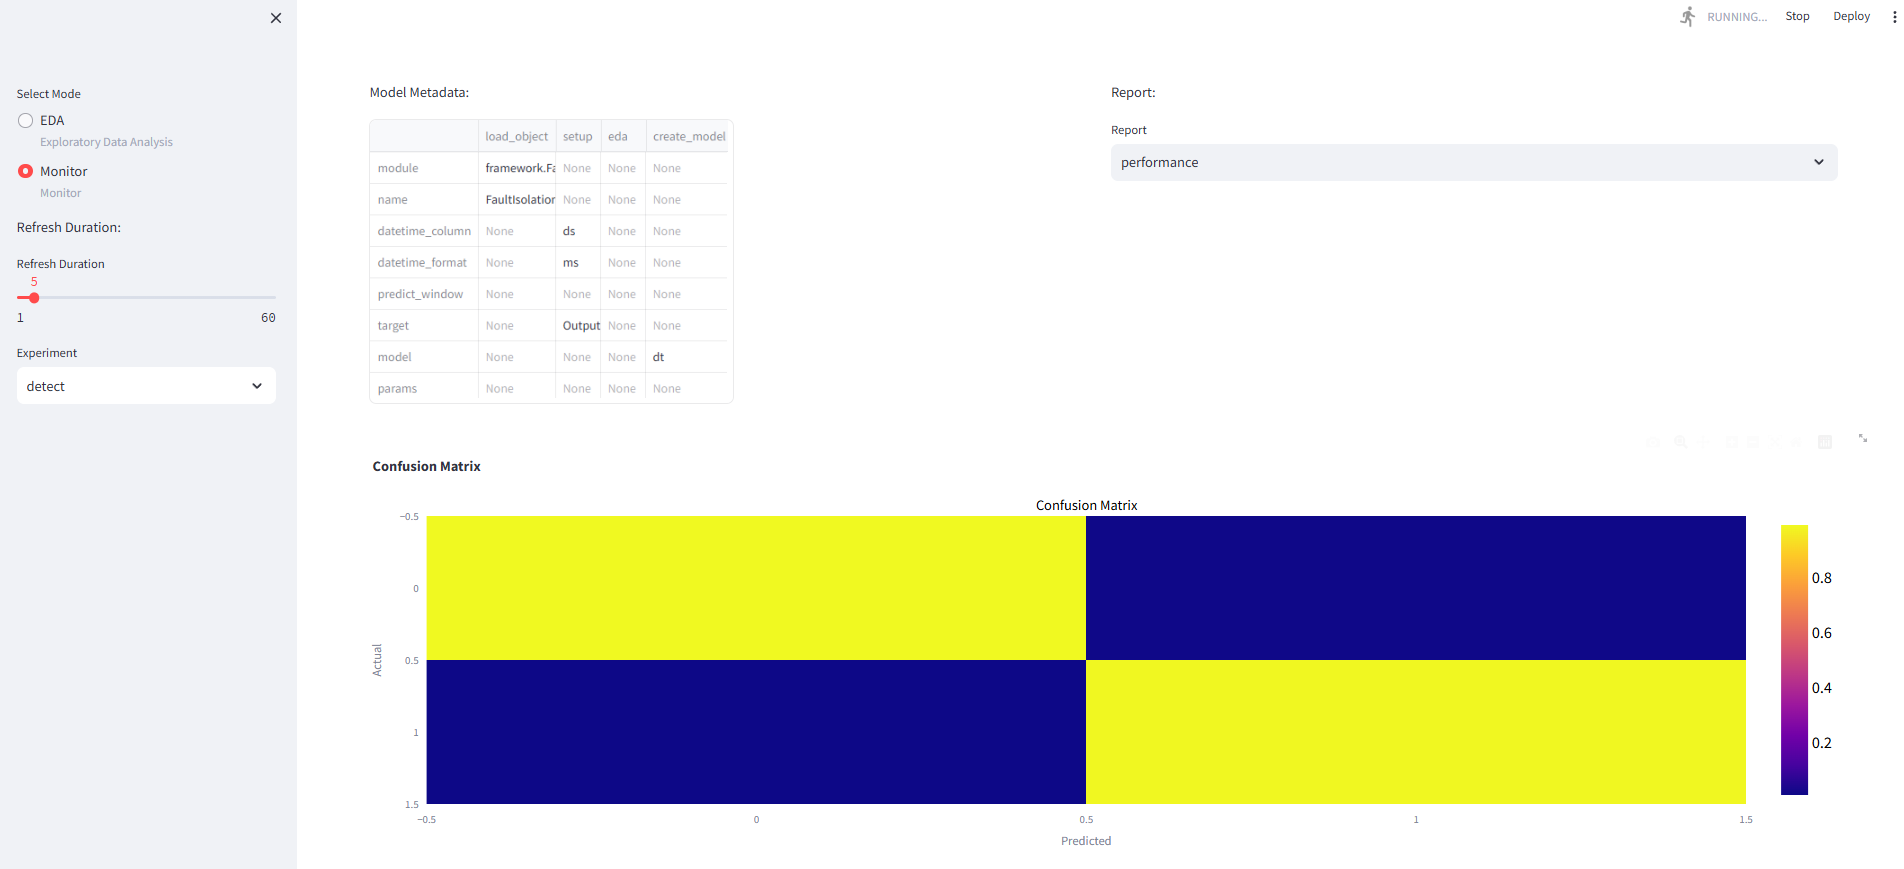 RUNNING... Stop Deploy
Select Mode
EDA
Exploratory Data Analysis
Monitor
Monitor
Refresh Duration:
Refresh Duration
5
1 60
Experiment
detect
Model Metadata:
load_object setup eda create_model
module framework.Fa None None None
name FaultIsolation None None None
datetime_column None ds None None
datetime_format None ms None None
predict_window None None None None
target None Output None None
model None None None dt
params None None None None
Report:
Report
performance
Confusion Matrix
Confusion Matrix
−0.5
0
0.5
1
1.5
Actual
−0.5 0 0.5 1 1.5
Predicted
0.8
0.6
0.4
0.2